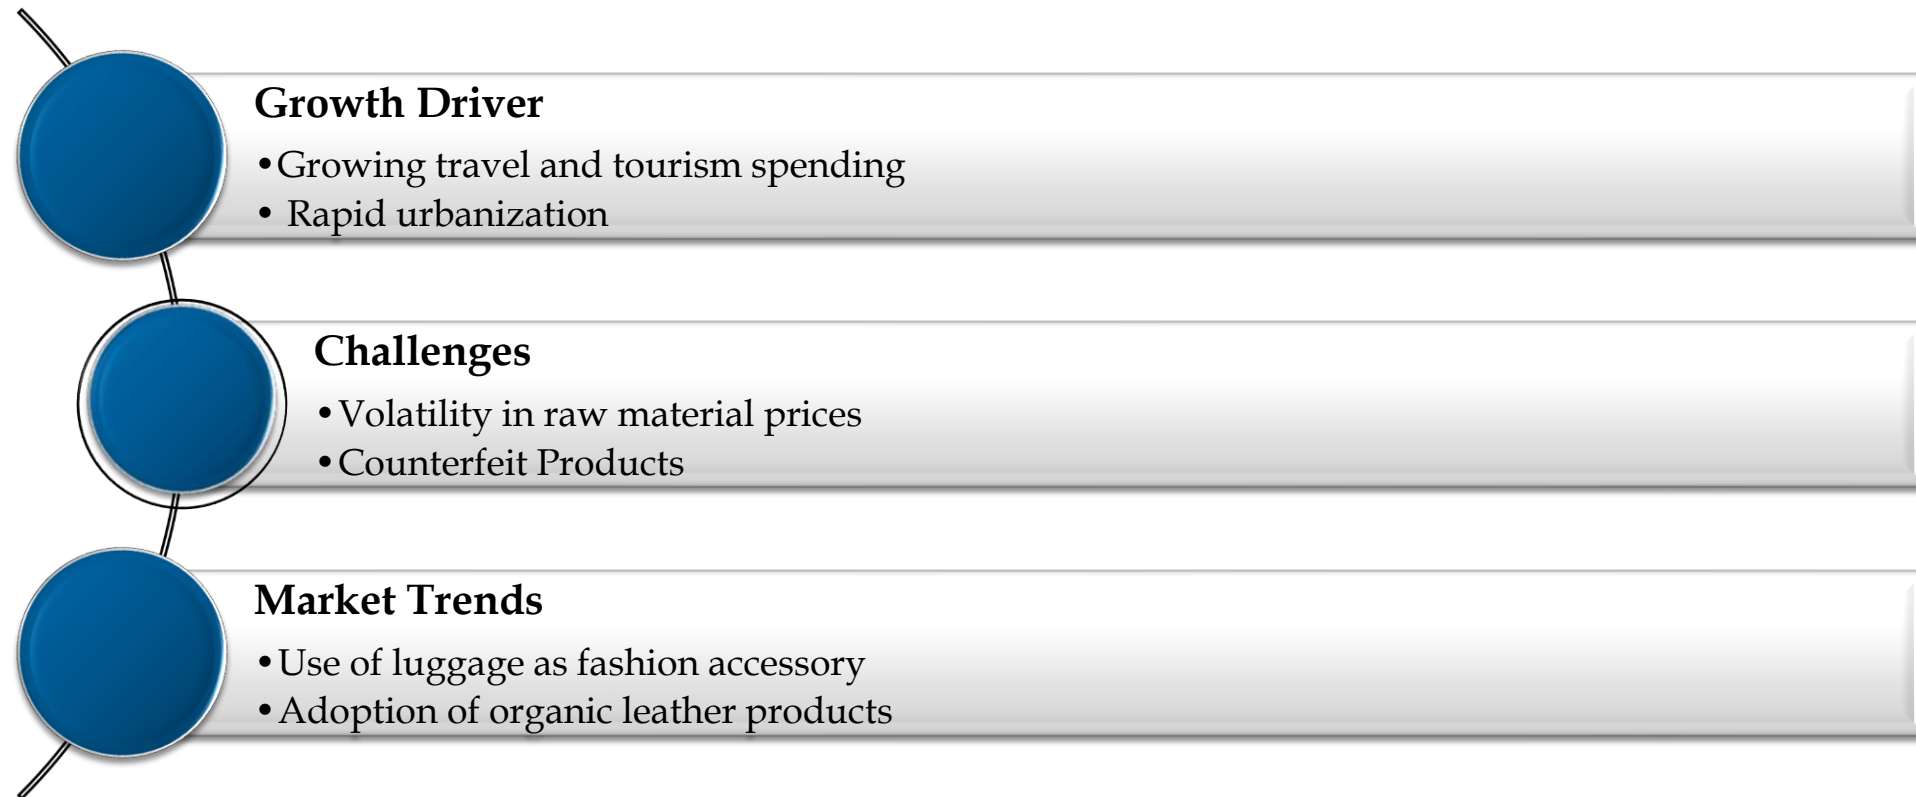 Growth Driver
•Growing travel and tourism spending
• Rapid urbanization
Challenges
•Volatility in raw material prices
•Counterfeit Products
Market Trends
•Use of luggage as fashion accessory
•Adoption of organic leather products